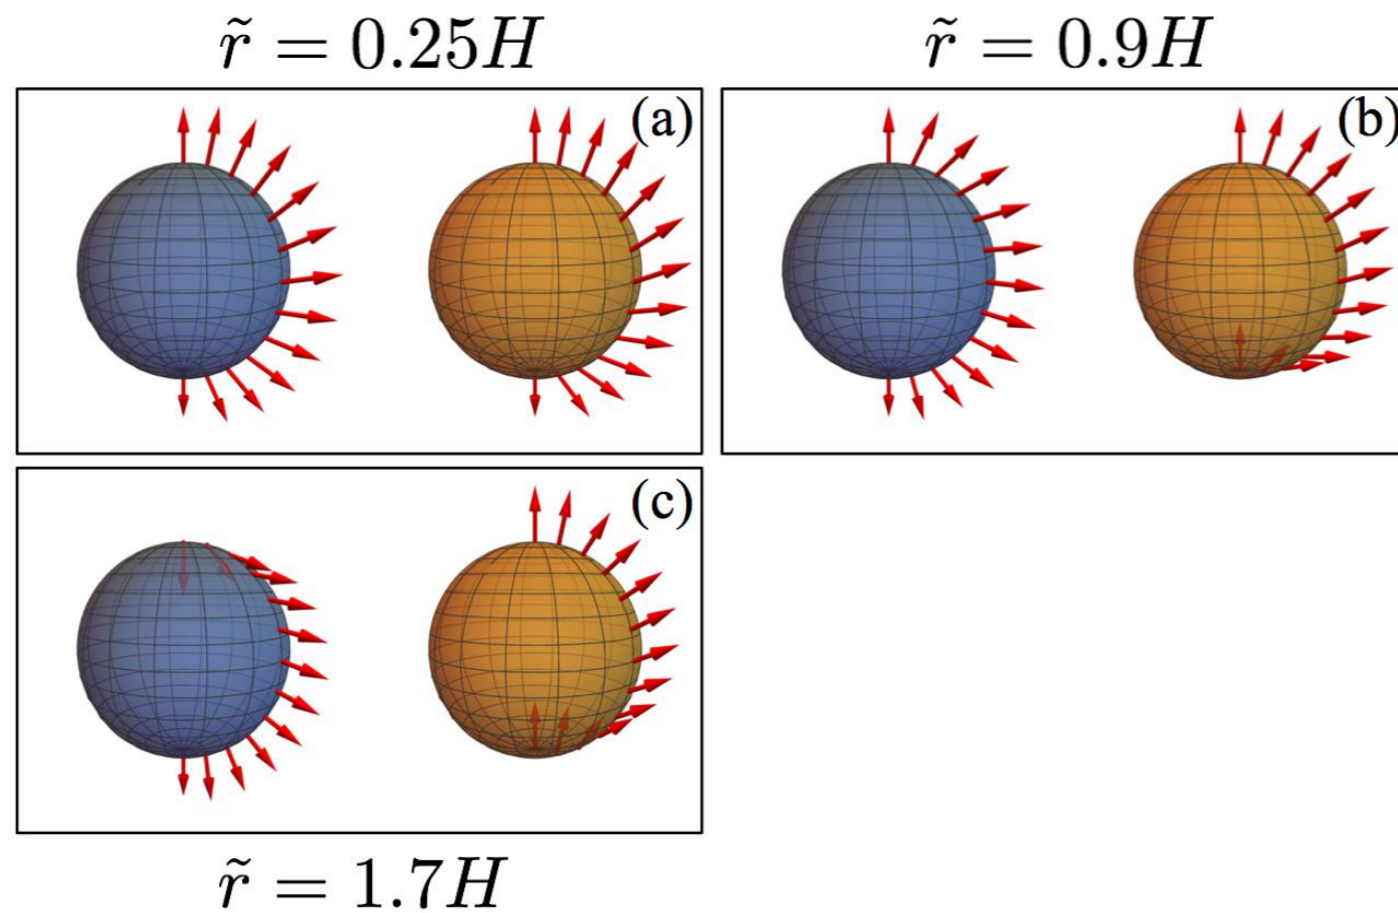 r̃ = 0.25H
r̃ = 0.9H
(a)
(b)
(c)
r̃ = 1.7H